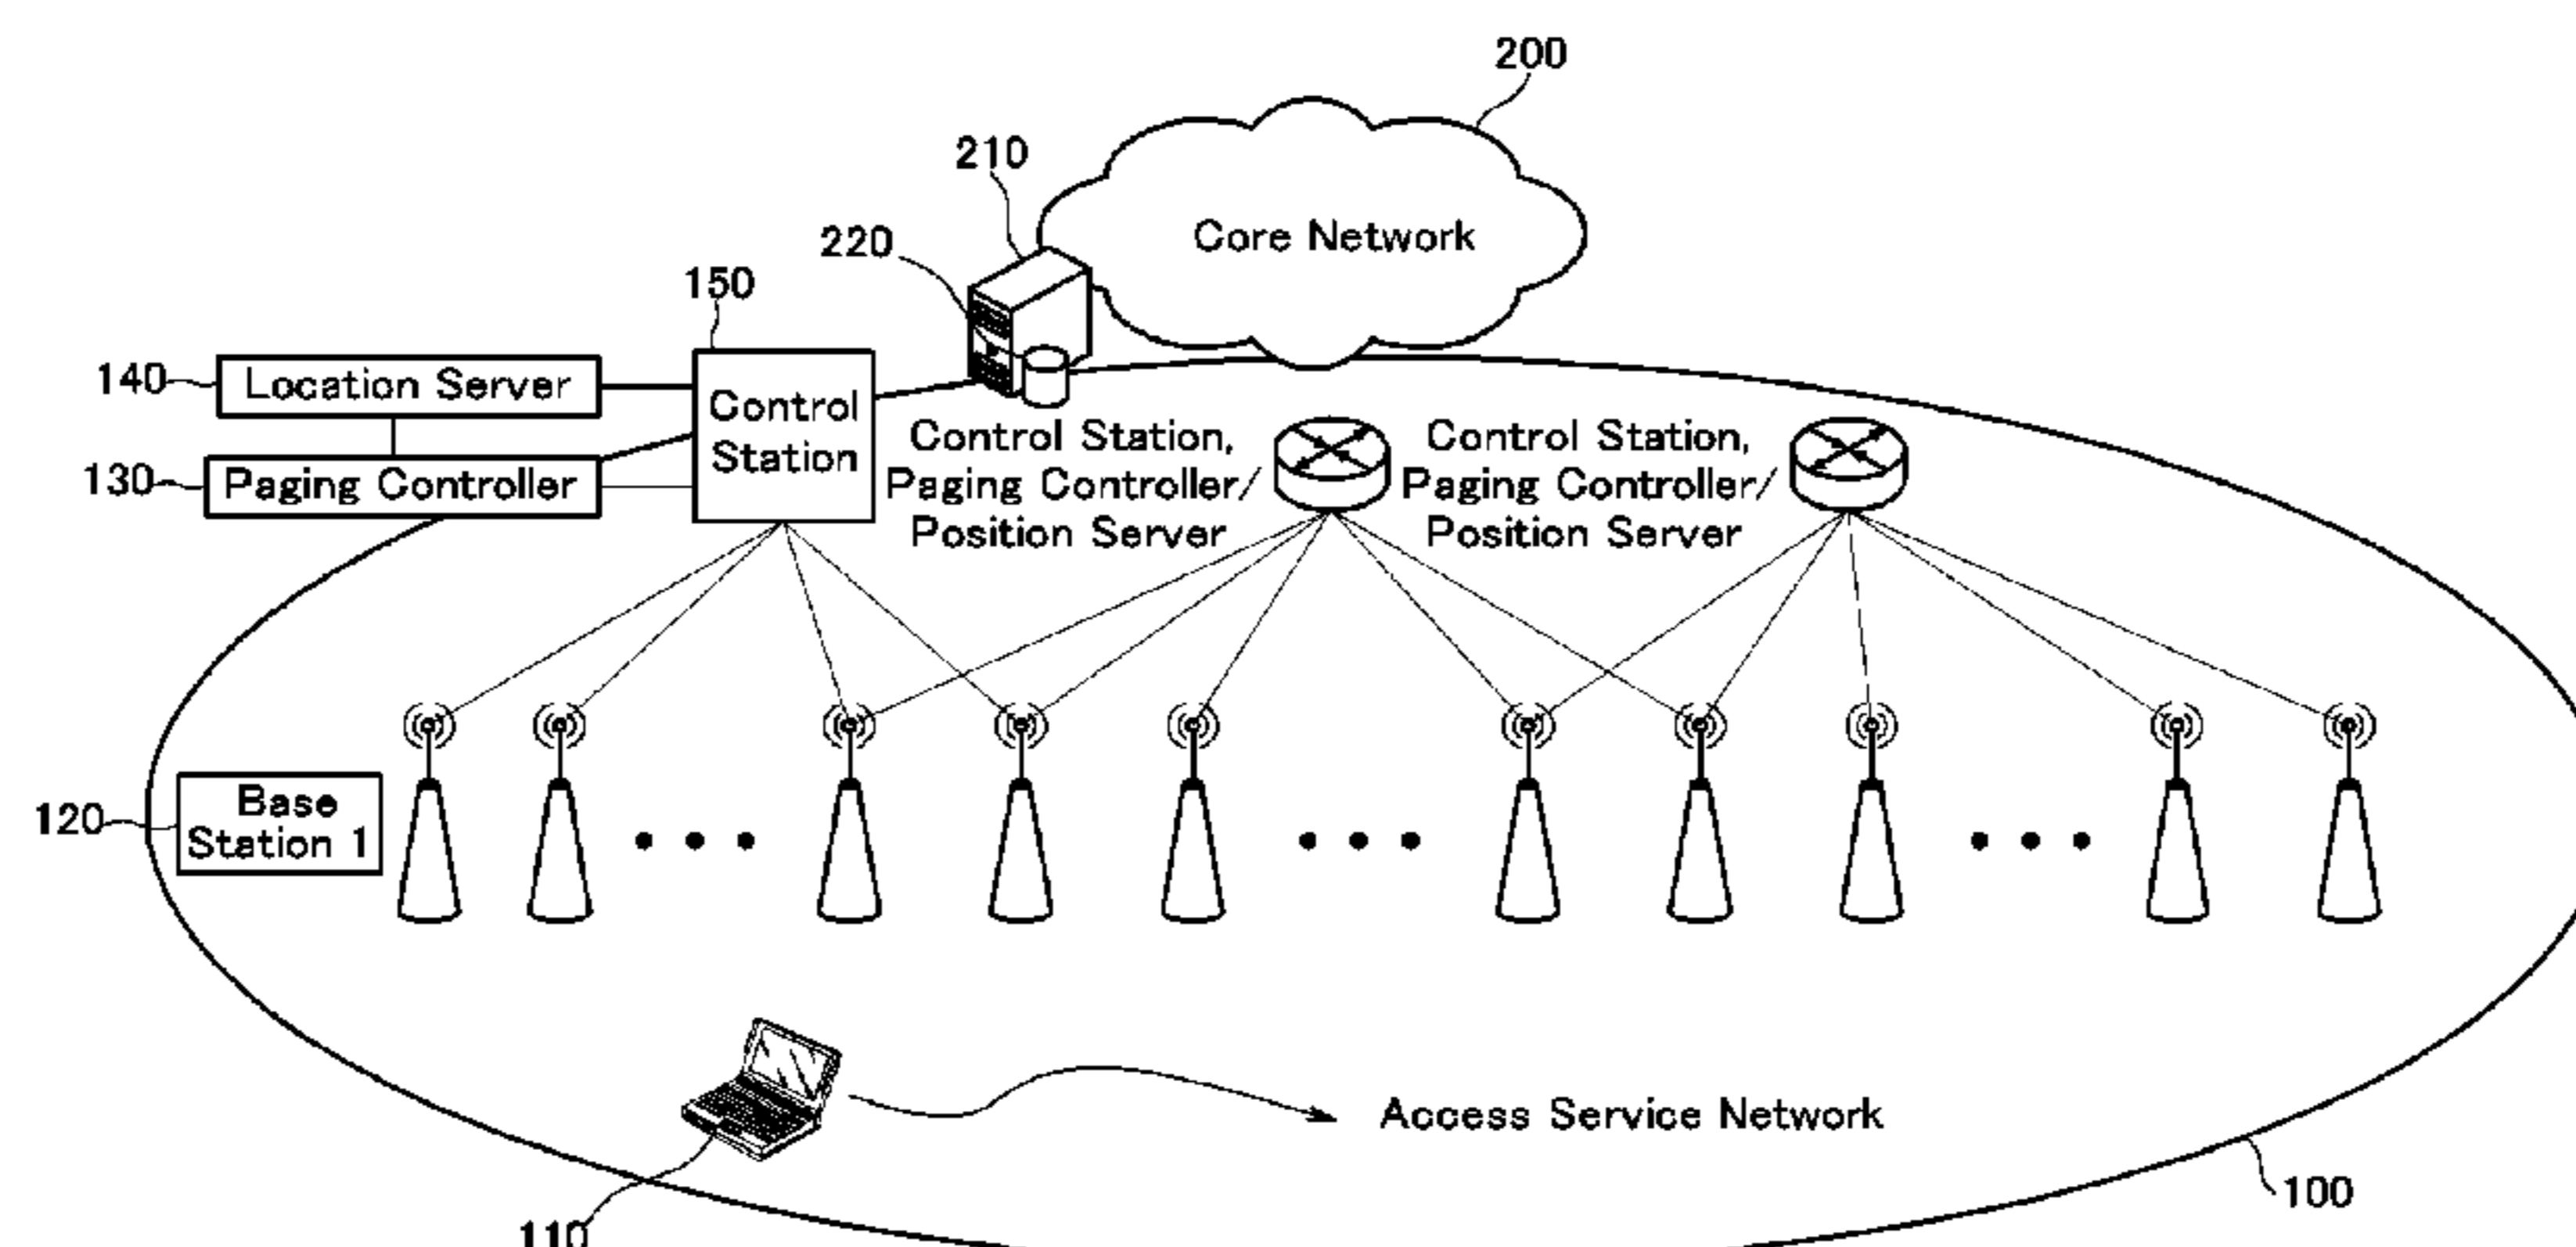 200
210
Core Network
220
150
140
Location Server
Control
Station
130
Paging Controller
Control Station,
Paging Controller/
Position Server
Control Station,
Paging Controller/
Position Server
120
Base
Station 1
Access Service Network
100
110